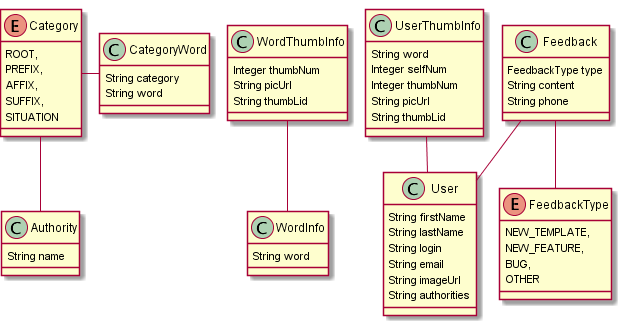 E Category
ROOT,
PREFIX,
AFFIX,
SUFFIX,
SITUATION
C CategoryWord
String category
String word
C WordThumbInfo
Integer thumbNum
String picUrl
String thumbLid
C UserThumbInfo
String word
Integer selfNum
Integer thumbNum
String picUrl
String thumbLid
C Feedback
FeedbackType type
String content
String phone
C Authority
String name
C WordInfo
String word
C User
String firstName
String lastName
String login
String email
String imageUrl
String authorities
E FeedbackType
NEW_TEMPLATE,
NEW_FEATURE,
BUG,
OTHER